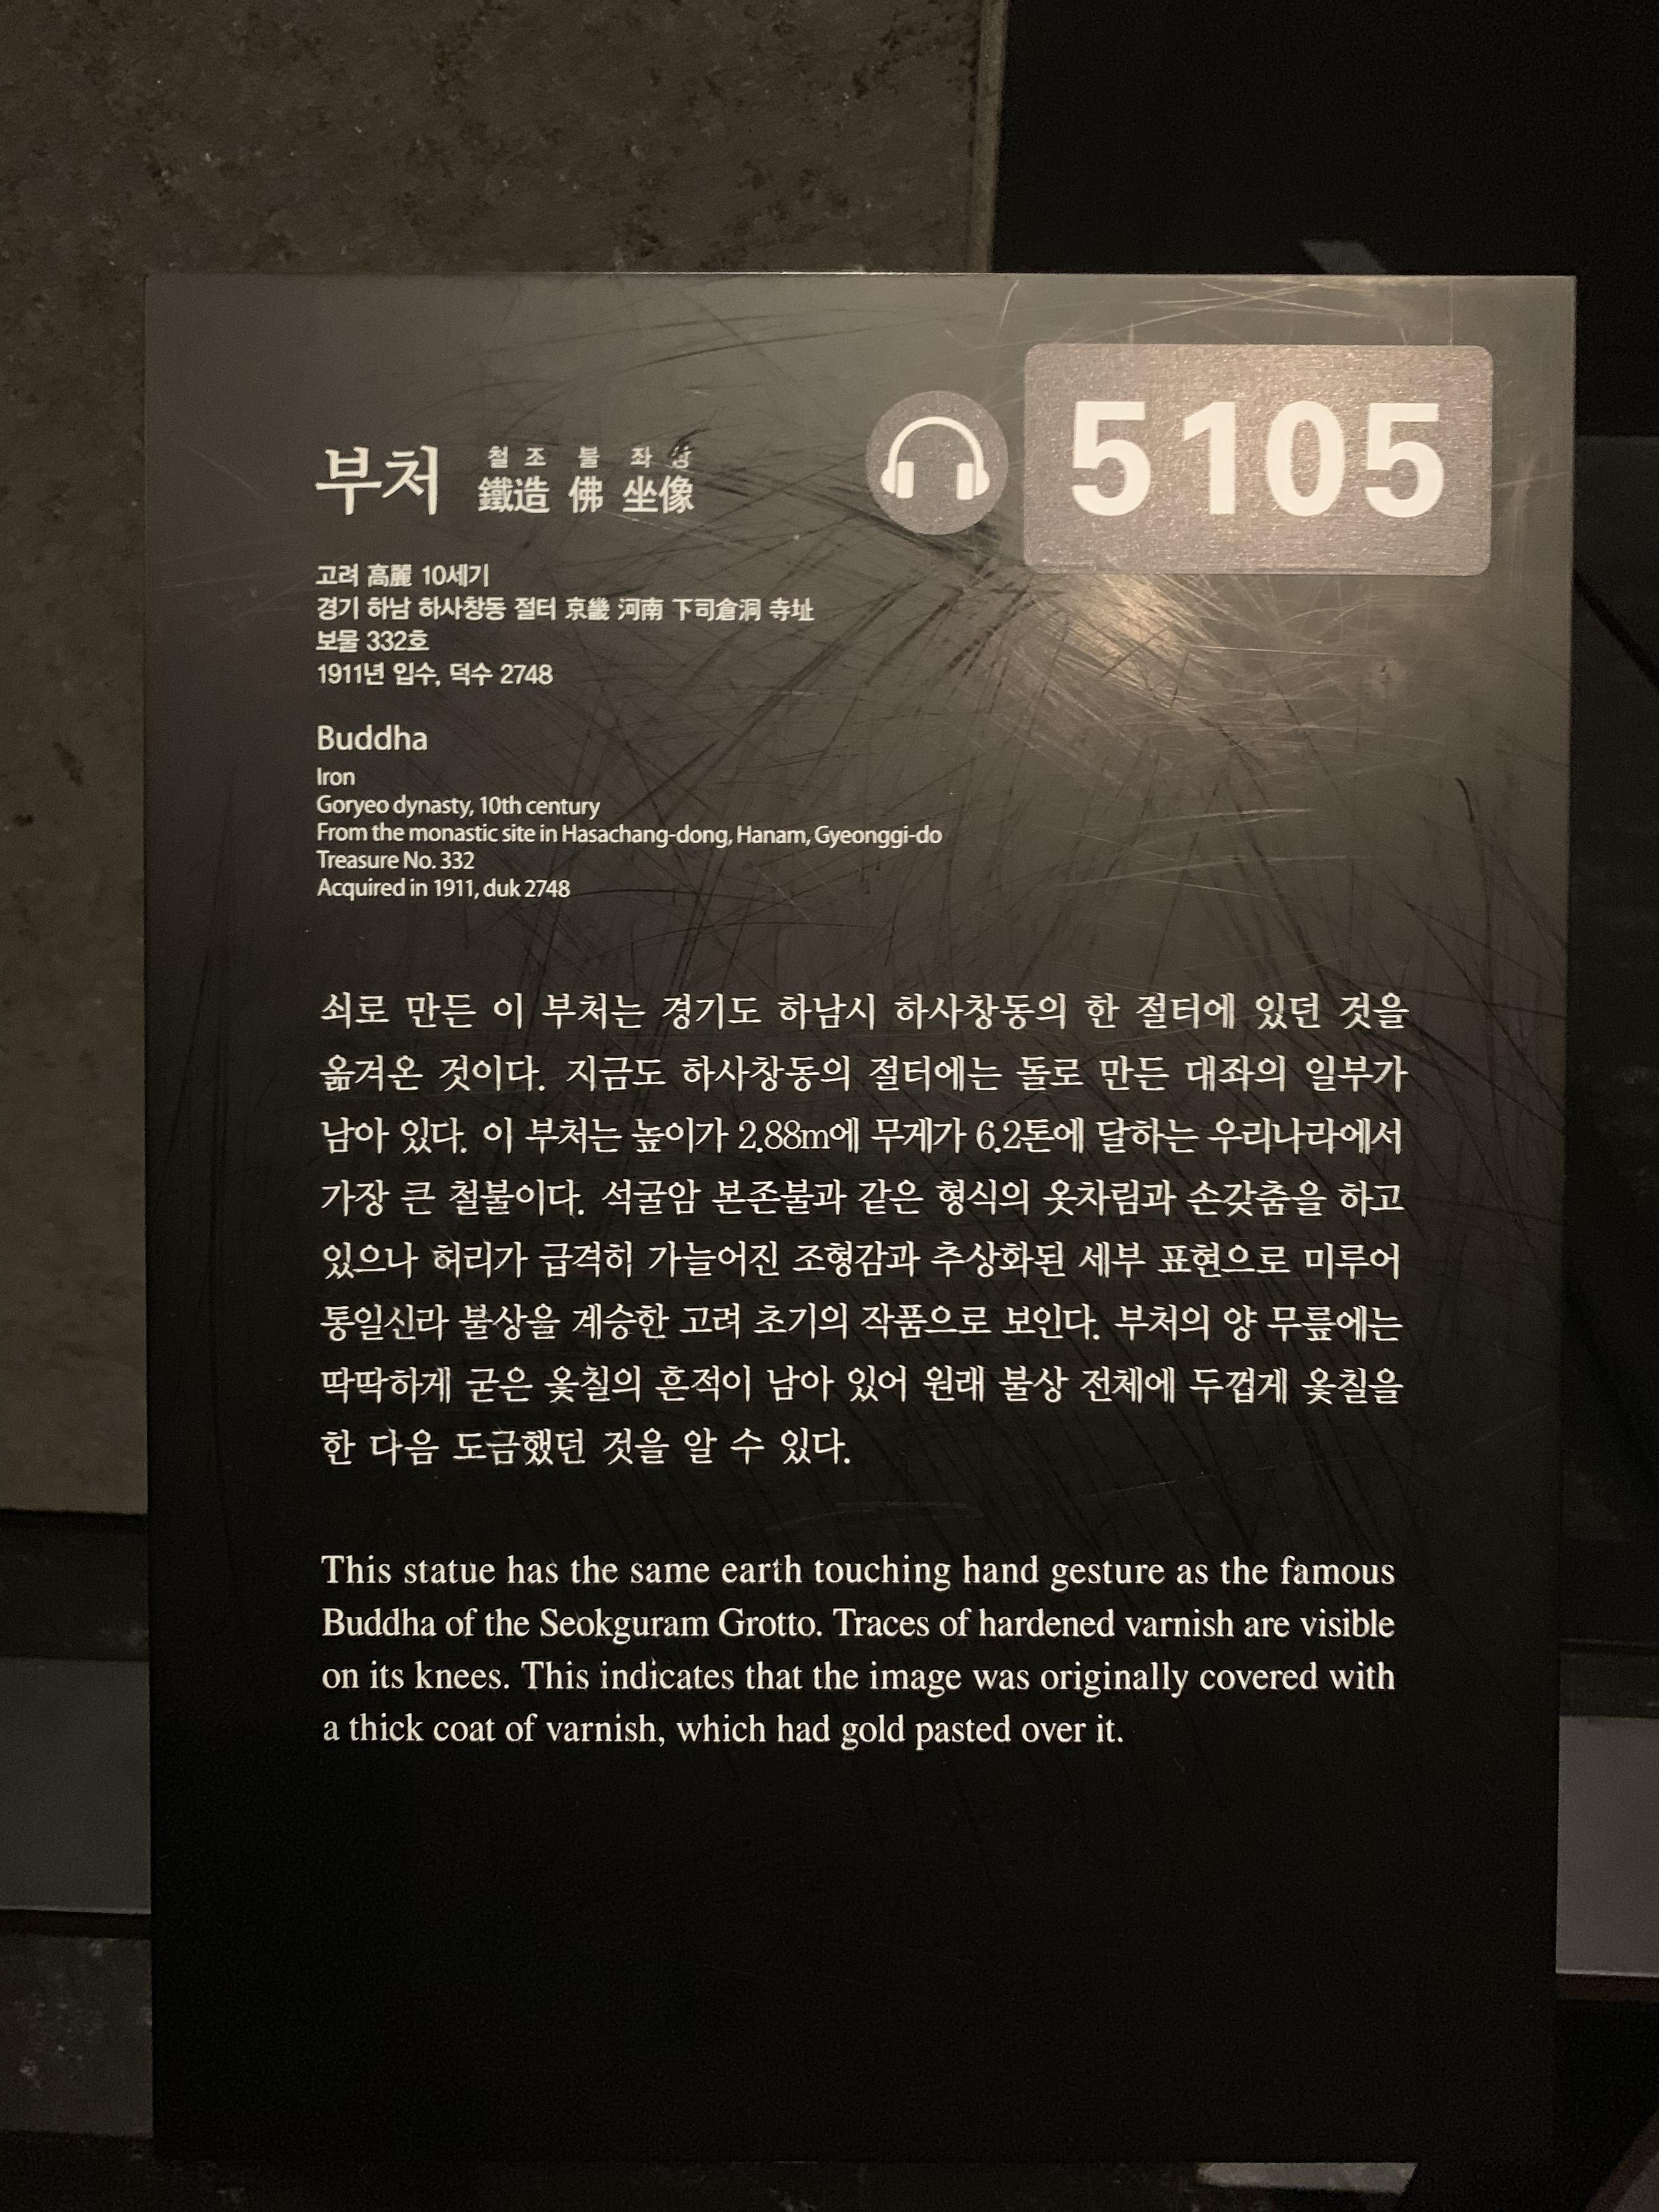 5105
철 조 불 좌 상
부처 鐵造 佛 坐像
고려 高麗 10세기
경기 하남 하사창동 절터 京畿 河南 下司倉洞 寺址
보물 332호
1911년 입수, 덕수 2748
Buddha
Iron
Goryeo dynasty, 10th century
From the monastic site in Hasachang-dong, Hanam, Gyeonggi-do
Treasure No. 332
Acquired in 1911, duk 2748
쇠로 만든 이 부처는 경기도 하남시 하사창동의 한 절터에 있던 것을
옮겨온 것이다. 지금도 하사창동의 절터에는 돌로 만든 대좌의 일부가
남아 있다. 이 부처는 높이가 2.88m에 무게가 6.2톤에 달하는 우리나라에서
가장 큰 철불이다. 석굴암 본존불과 같은 형식의 옷차림과 손갖춤을 하고
있으나 허리가 급격히 가늘어진 조형감과 추상화된 세부 표현으로 미루어
통일신라 불상을 계승한 고려 초기의 작품으로 보인다. 부처의 양 무릎에는
딱딱하게 굳은 옻칠의 흔적이 남아 있어 원래 불상 전체에 두껍게 옻칠을
한 다음 도금했던 것을 알 수 있다.
This statue has the same earth touching hand gesture as the famous
Buddha of the Seokguram Grotto. Traces of hardened varnish are visible
on its knees. This indicates that the image was originally covered with
a thick coat of varnish, which had gold pasted over it.